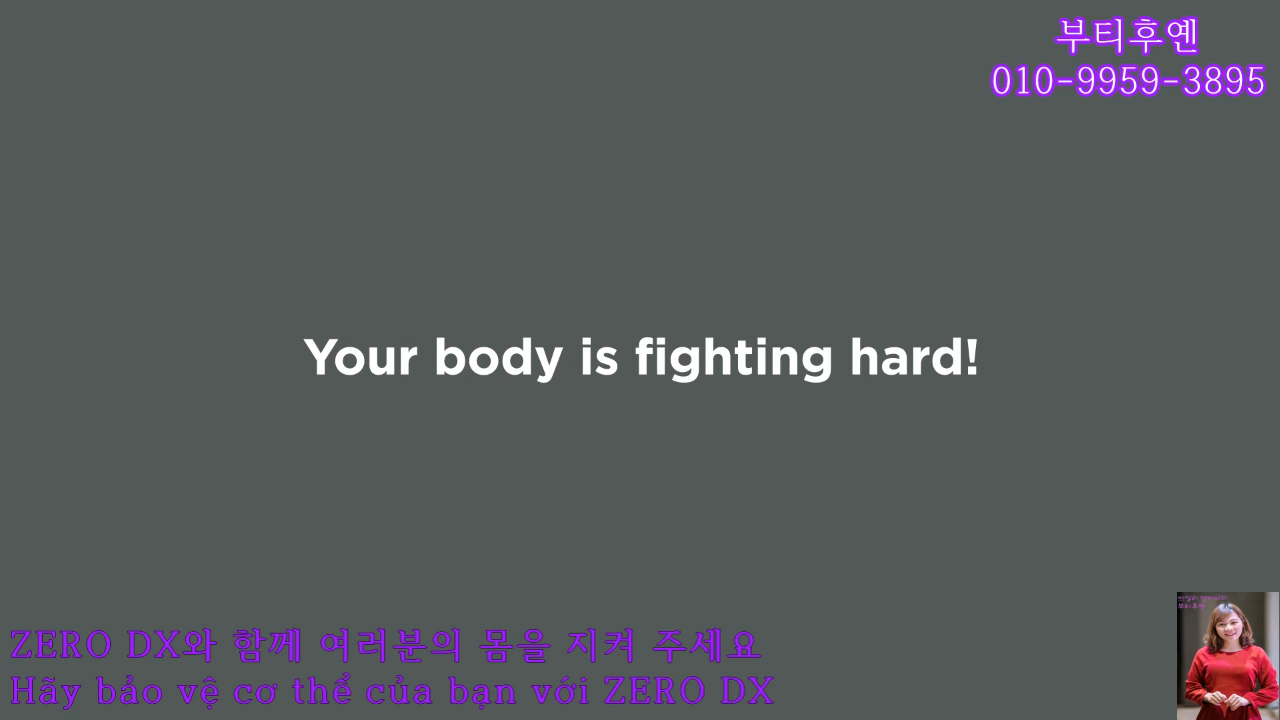 부티후옌
010-9959-3895
Your body is fighting hard!
ZERO DX와 함께 여러분의 몸을 지켜 주세요
Hãy bảo vệ cơ thể của bạn với ZERO DX